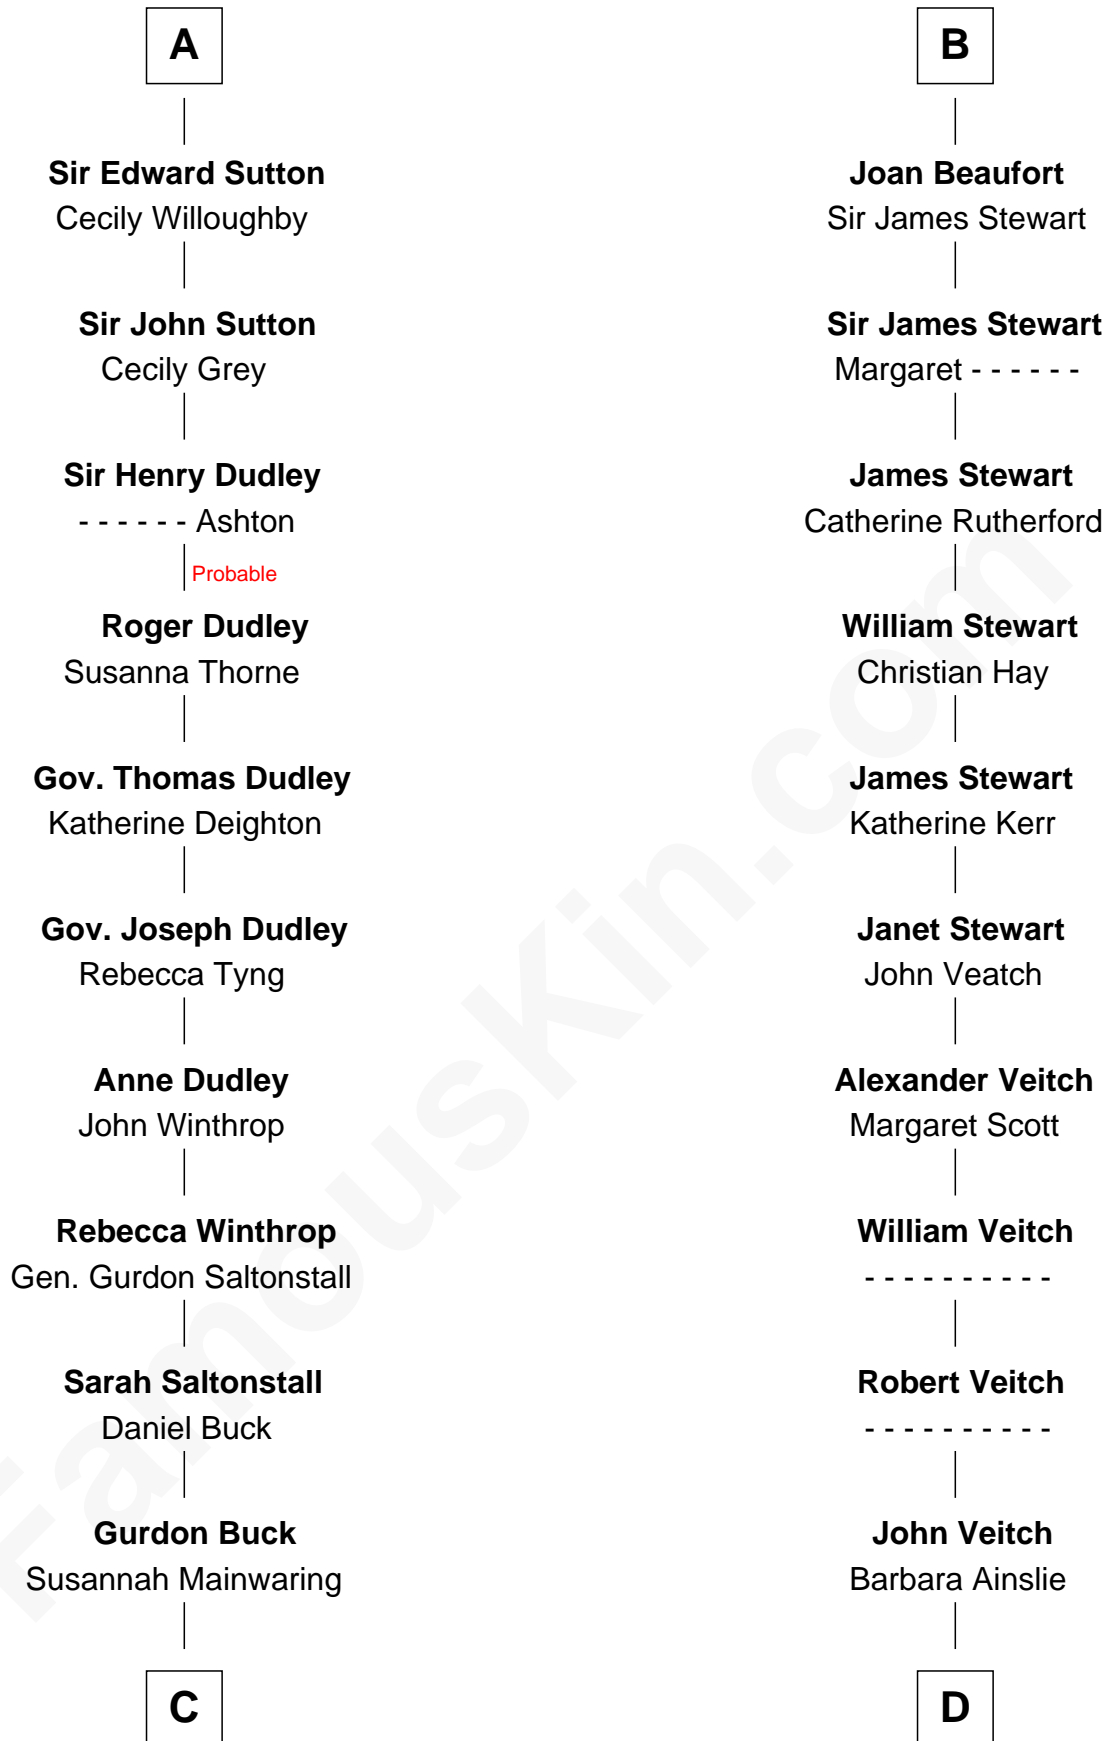 A
Sir Edward Sutton
Cecily Willoughby
Sir John Sutton
Cecily Grey
Sir Henry Dudley
- - - - - - Ashton
Probable
Roger Dudley
Susanna Thorne
Gov. Thomas Dudley
Katherine Deighton
Gov. Joseph Dudley
Rebecca Tyng
Anne Dudley
John Winthrop
Rebecca Winthrop
Gen. Gurdon Saltonstall
Sarah Saltonstall
Daniel Buck
Gurdon Buck
Susannah Mainwaring
C
B
Joan Beaufort
Sir James Stewart
Sir James Stewart
Margaret - - - - - -
James Stewart
Catherine Rutherford
William Stewart
Christian Hay
James Stewart
Katherine Kerr
Janet Stewart
John Veatch
Alexander Veitch
Margaret Scott
William Veitch
- - - - - - - - - -
Robert Veitch
- - - - - - - - - -
John Veitch
Barbara Ainslie
D
FamousKin.com